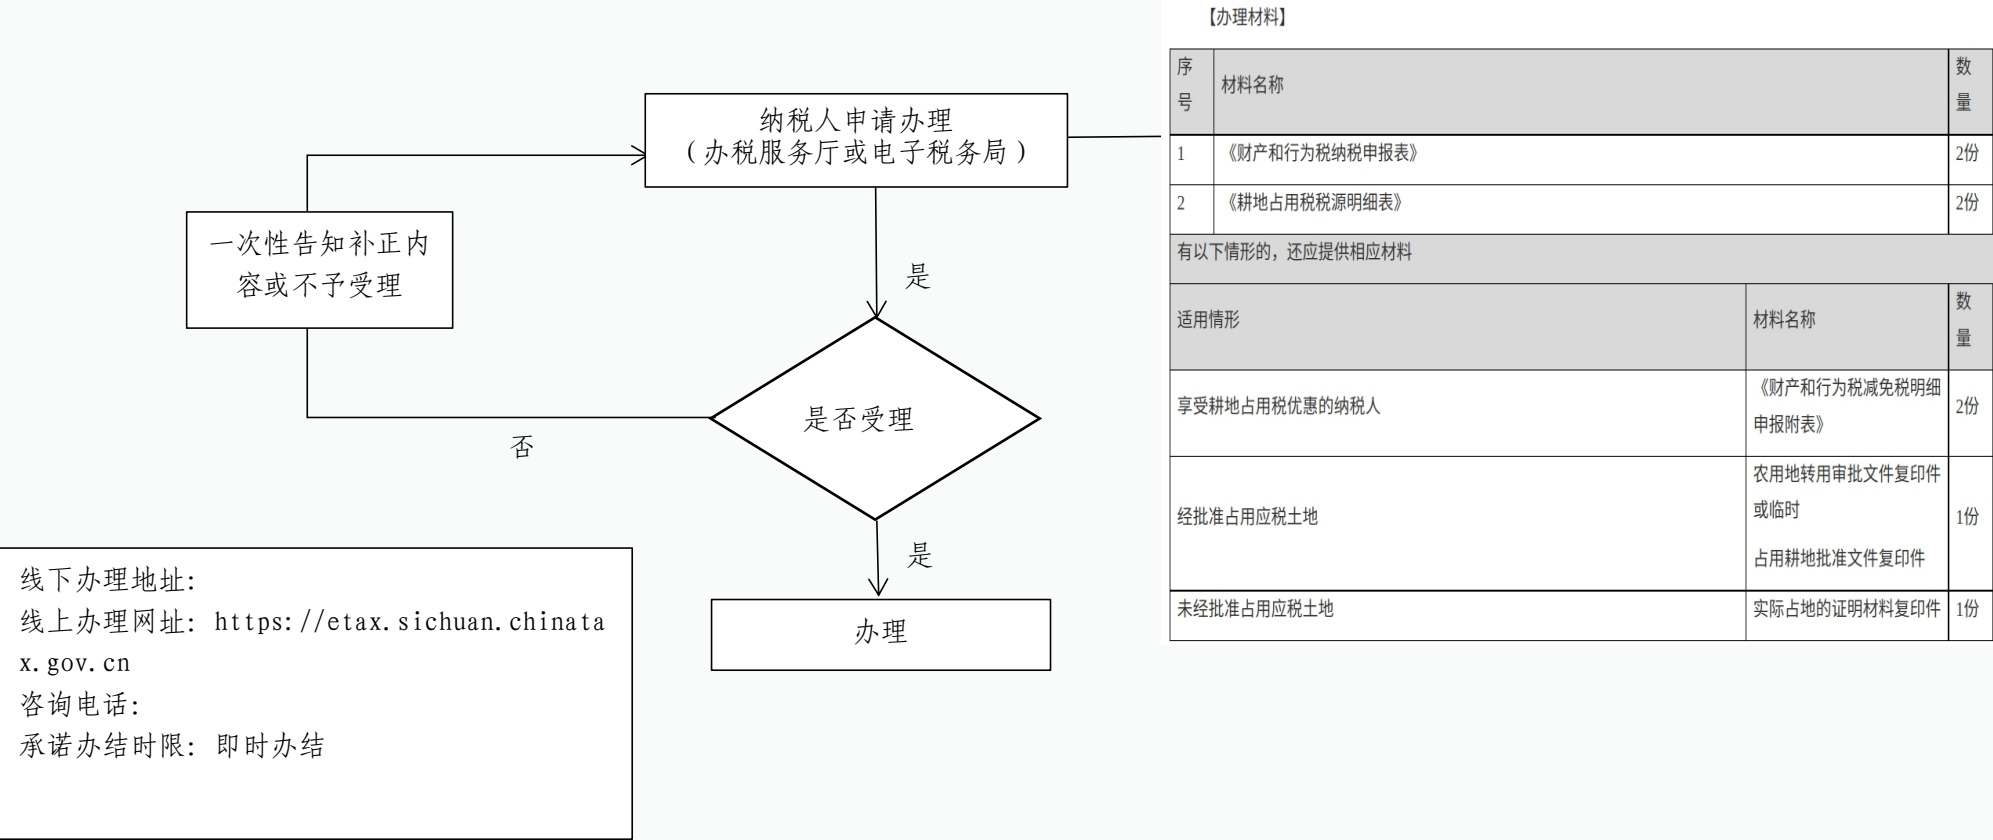 纳税人申请办理
（办税服务厅或电子税务局）
一次性告知补正内
容或不予受理
是
是否受理
否
是
办理
线下办理地址:
线上办理网址: https://etax.sichuan.chinata
x.gov.cn
咨询电话:
承诺办结时限: 即时办结
【办理材料】
序
号
材料名称
数
量
1
《财产和行为税纳税申报表》
2份
2
《耕地占用税税源明细表》
2份
有以下情形的，还应提供相应材料
适用情形
材料名称
数
量
享受耕地占用税优惠的纳税人
《财产和行为税减免税明细
申报附表》
2份
经批准占用应税土地
农用地转用审批文件复印件
或临时
占用耕地批准文件复印件
1份
未经批准占用应税土地
实际占地的证明材料复印件
1份